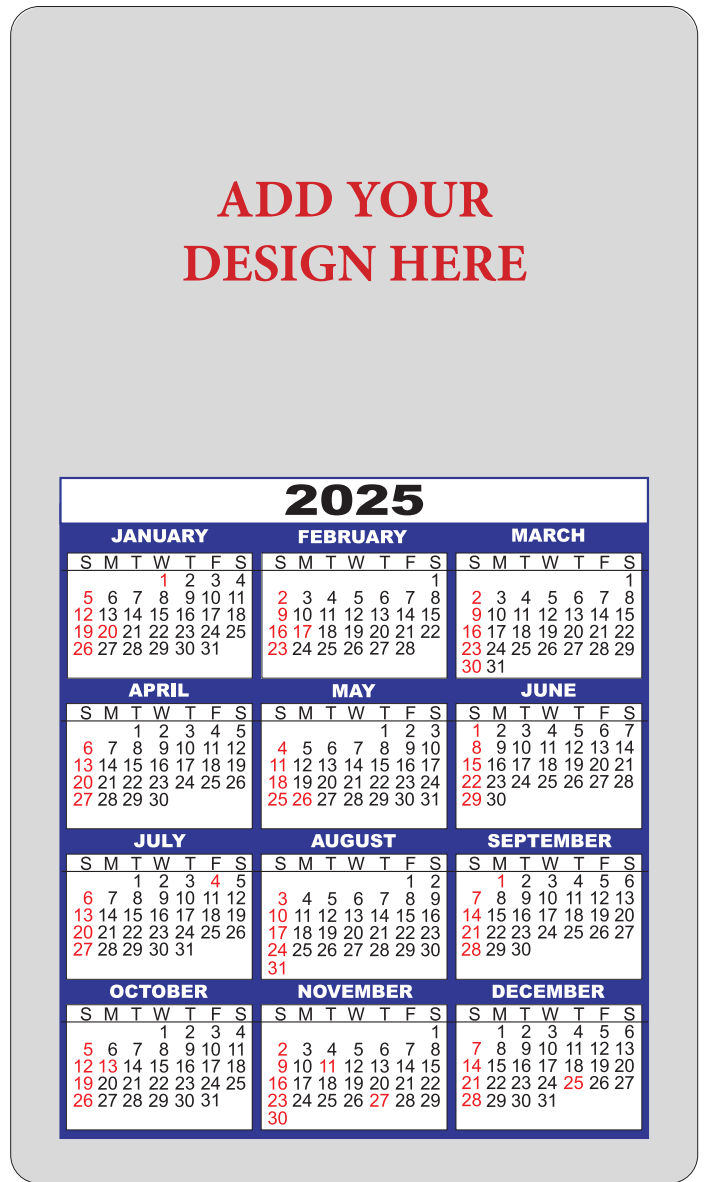 ADD YOUR
DESIGN HERE
2025
JANUARY
S M T W T F S
1 2 3 4
5 6 7 8 9 10 11
12 13 14 15 16 17 18
19 20 21 22 23 24 25
26 27 28 29 30 31
FEBRUARY
S M T W T F S
1
2 3 4 5 6 7 8
9 10 11 12 13 14 15
16 17 18 19 20 21 22
23 24 25 26 27 28
MARCH
S M T W T F S
1
2 3 4 5 6 7 8
9 10 11 12 13 14 15
16 17 18 19 20 21 22
23 24 25 26 27 28 29
30 31
APRIL
S M T W T F S
1 2 3 4 5
6 7 8 9 10 11 12
13 14 15 16 17 18 19
20 21 22 23 24 25 26
27 28 29 30
MAY
S M T W T F S
1 2 3
4 5 6 7 8 9 10
11 12 13 14 15 16 17
18 19 20 21 22 23 24
25 26 27 28 29 30 31
JUNE
S M T W T F S
1 2 3 4 5 6 7
8 9 10 11 12 13 14
15 16 17 18 19 20 21
22 23 24 25 26 27 28
29 30
JULY
S M T W T F S
1 2 3 4 5
6 7 8 9 10 11 12
13 14 15 16 17 18 19
20 21 22 23 24 25 26
27 28 29 30 31
AUGUST
S M T W T F S
1 2
3 4 5 6 7 8 9
10 11 12 13 14 15 16
17 18 19 20 21 22 23
24 25 26 27 28 29 30
31
SEPTEMBER
S M T W T F S
1 2 3 4 5 6
7 8 9 10 11 12 13
14 15 16 17 18 19 20
21 22 23 24 25 26 27
28 29 30
OCTOBER
S M T W T F S
1 2 3 4
5 6 7 8 9 10 11
12 13 14 15 16 17 18
19 20 21 22 23 24 25
26 27 28 29 30 31
NOVEMBER
S M T W T F S
1
2 3 4 5 6 7 8
9 10 11 12 13 14 15
16 17 18 19 20 21 22
23 24 25 26 27 28 29
30
DECEMBER
S M T W T F S
1 2 3 4 5 6
7 8 9 10 11 12 13
14 15 16 17 18 19 20
21 22 23 24 25 26 27
28 29 30 31